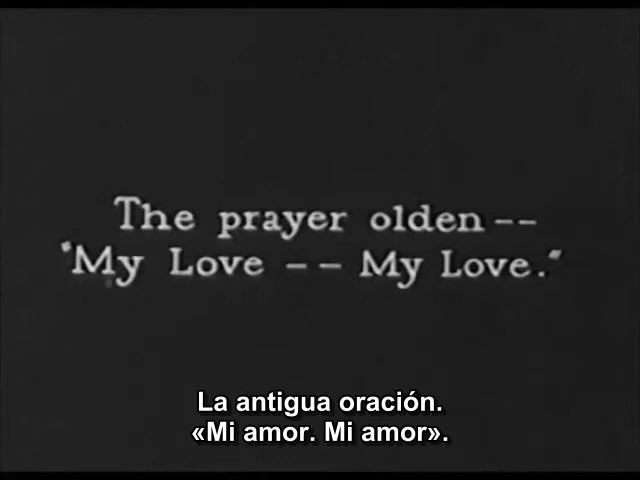 The prayer olden --
"My Love -- My Love."
La antigua oración.
«Mi amor. Mi amor».